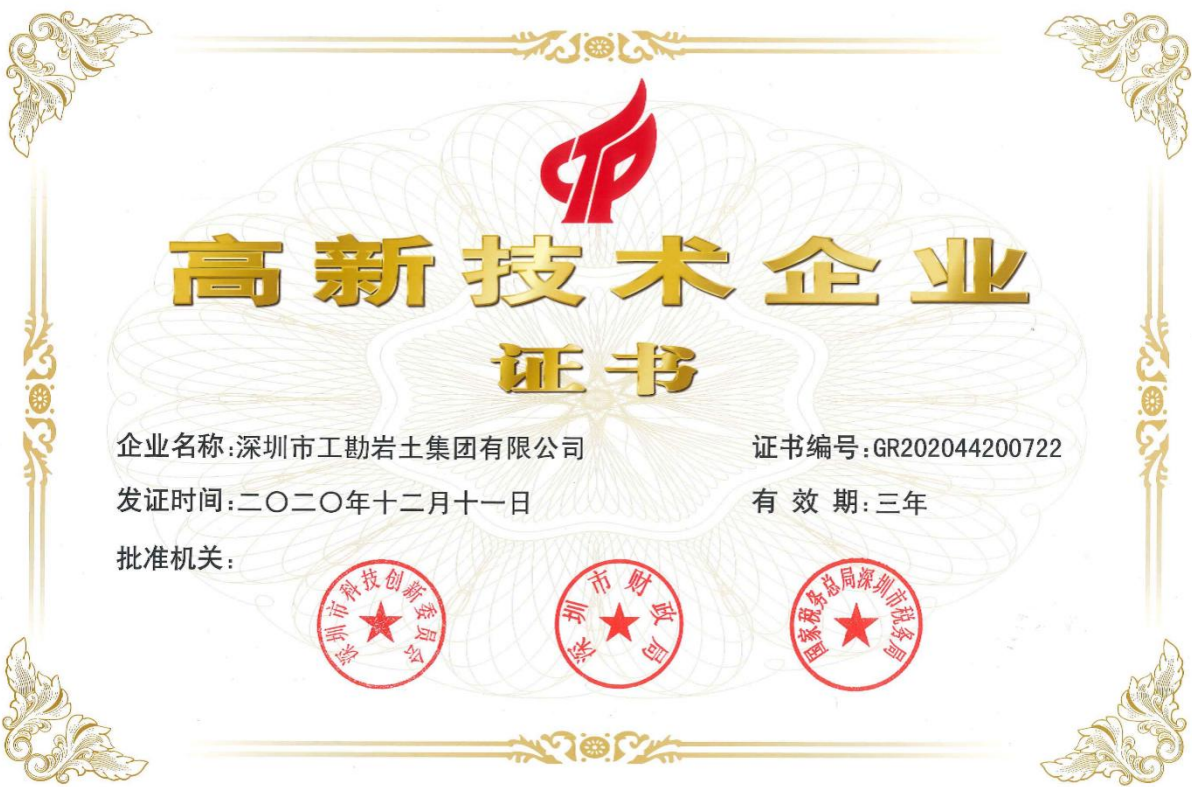 高新技术企业
证书
企业名称:深圳市工勘岩土集团有限公司
证书编号:GR202044200722
发证时间:二〇二〇年十二月十一日
有效期:三年
批准机关:
深圳市科技创新委员会
深圳市财政局
国家税务总局深圳市税务局